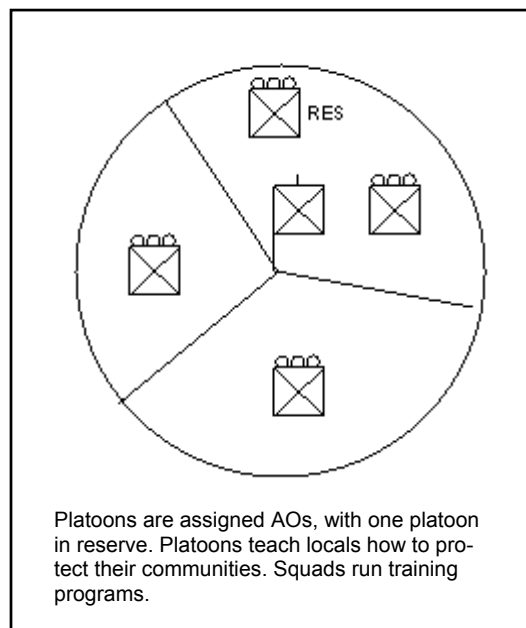 RES
Platoons are assigned AOs, with one platoon
in reserve. Platoons teach locals how to pro-
tect their communities. Squads run training
programs.